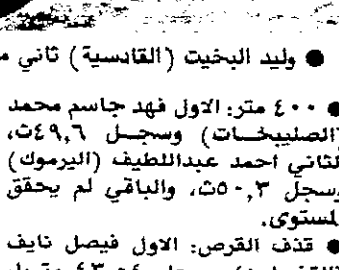 ● وليد البخيت (القادسية) ثاني
● ٤٠٠ متر: الاول فهد جاسم محمد
(الصليبخات) وسجل ٤٩,٦ث،
الثاني احمد عبداللطيف (اليرموك)
وسجل ٥٠,٣ث، والباقي لم يحقق
المستوى.
● قذف القرص: الاول فيصل نايف